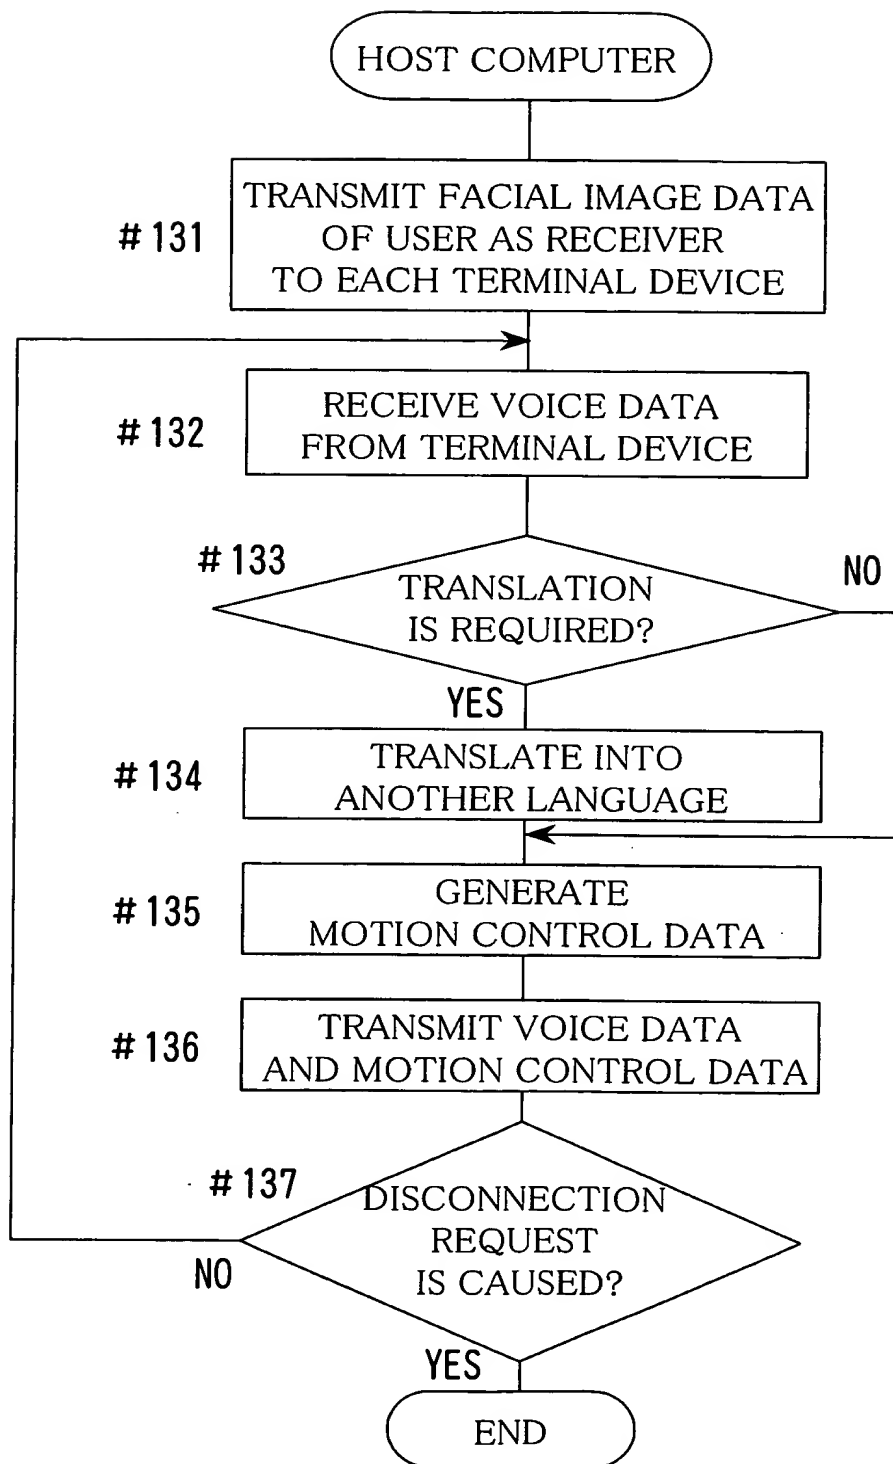 HOST COMPUTER
TRANSMIT FACIAL IMAGE DATA
#131
OF USER AS RECEIVER
TO EACH TERMINAL DEVICE
RECEIVE VOICE DATA
#132
FROM TERMINAL DEVICE
#133
NO
TRANSLATION
IS REQUIRED?
YES
TRANSLATE INTO
#134
ANOTHER LANGUAGE
GENERATE
#135
MOTION CONTROL DATA
TRANSMIT VOICE DATA
#136
AND MOTION CONTROL DATA
#137
DISCONNECTION
REQUEST
IS CAUSED?
NO
YES
END